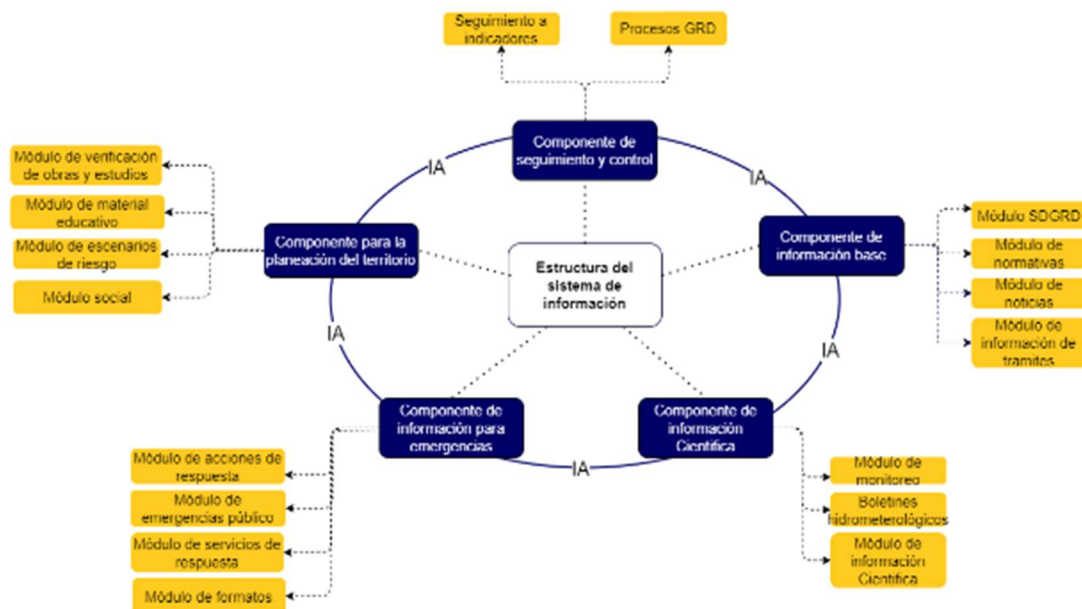 Seguimiento a
indicadores
Procesos GRD
Componente de
seguimiento y control
IA
IA
Módulo de verificación
de obras y estudios
Módulo de material
educativo
Módulo de escenarios
de riesgo
Módulo social
Componente para la
planeación del territorio
Estructura del
sistema de
información
Componente de
información base
Módulo SDGRD
Módulo de
normativas
Módulo de
noticias
Módulo de
información de
tramites
IA
IA
Componente de
información para
emergencias
IA
Componente de
información
Cientifica
Módulo de acciones de
respuesta
Módulo de
emergencias público
Módulo de servicios de
respuesta
Módulo de formatos
Módulo de
monitoreo
Boletines
hidrometerológicos
Módulo de
información
Cientifica